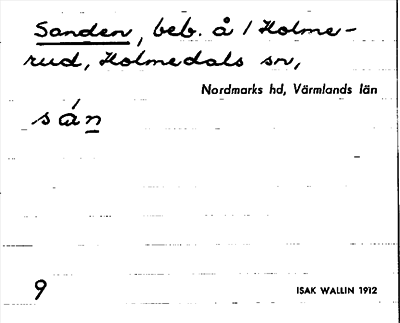 Sanden, beb. å 1 Holme-
rud, Holmedals sn,
Nordmarks hd, Värmlands län
sán
9
ISAK WALLIN 1912